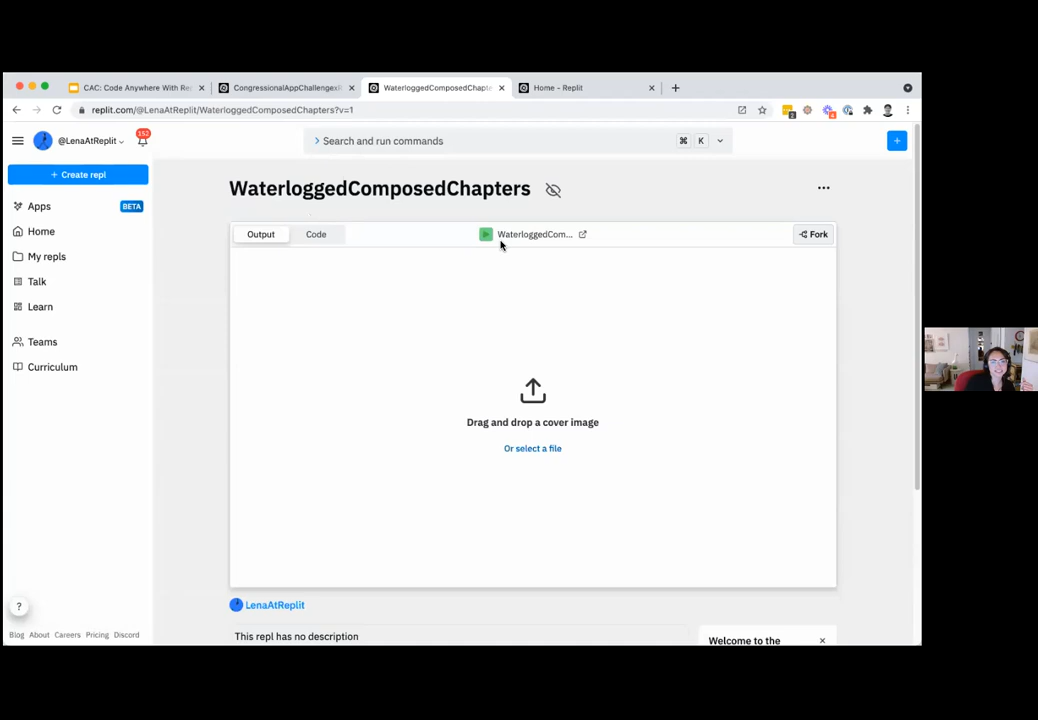 CAC: Code Anywhere With Re
CongressionalAppChallengex
WaterloggedComposedChapte
Home - Replit
replit.com/@LenaAtReplit/WaterloggedComposedChapters?v=1
@LenaAtReplit
152
Search and run commands
⌘ K
+
+ Create repl
WaterloggedComposedChapters
Apps
BETA
Home
My repls
Talk
Learn
Teams
Curriculum
Output
Code
WaterloggedCom...
Fork
Drag and drop a cover image
Or select a file
LenaAtReplit
This repl has no description
Welcome to the
?
Blog About Careers Pricing Discord